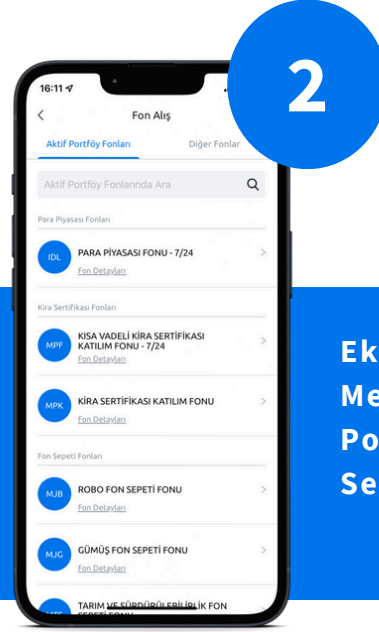 2
16:11
Fon Alış
Aktif Portföy Fonları
Diğer Fonlar
Aktif Portföy Fonlarında Ara
Para Piyasası Fonları
IDL
PARA PİYASASI FONU - 7/24
Fon Detayları
Kira Sertifikası Fonları
MPF
KISA VADELİ KİRA SERTİFİKASI
KATILIM FONU - 7/24
Fon Detayları
MPK
KİRA SERTİFİKASI KATILIM FONU
Fon Detayları
Fon Sepeti Fonları
MJB
ROBO FON SEPETİ FONU
Fon Detayları
MJG
GÜMÜŞ FON SEPETİ FONU
Fon Detayları
TARIM VE SÜRDÜRÜLEBİLİRLİK FON
SEPETİ FONU
Ek
Me
Po
Se